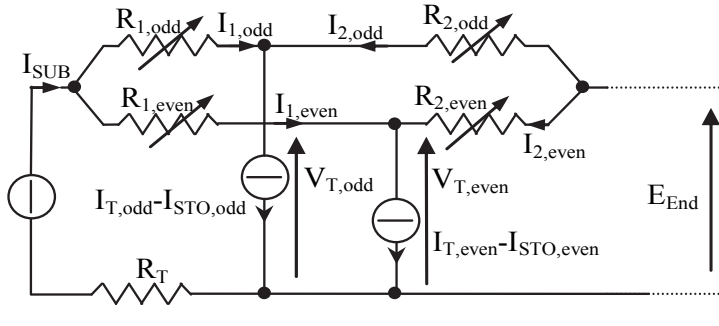 R1,odd
I1,odd
I2,odd
R2,odd
ISUB
R1,even
I1,even
R2,even
I2,even
VT,odd
VT,even
IT,odd-ISTO,odd
EEnd
IT,even-ISTO,even
RT